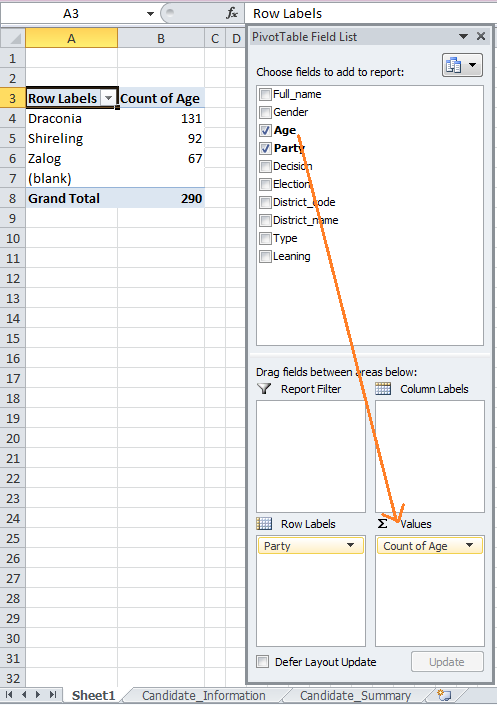 A3 fx Row Labels
A B C D
PivotTable Field List
Choose fields to add to report:
Full_name
Gender
Age
Party
Decision
Election
District_code
District_name
Type
Leaning
1
2
3 Row Labels Count of Age
4 Draconia 131
5 Shireling 92
6 Zalog 67
7 (blank)
8 Grand Total 290
9
10
11
12
13
14
15
16
17
18
19
20
21
22
23
24
25
26
27
28
29
30
31
32
Drag fields between areas below:
Report Filter Column Labels
Row Labels Σ Values
Party Count of Age
Defer Layout Update Update
Sheet1 Candidate_Information Candidate_Summary